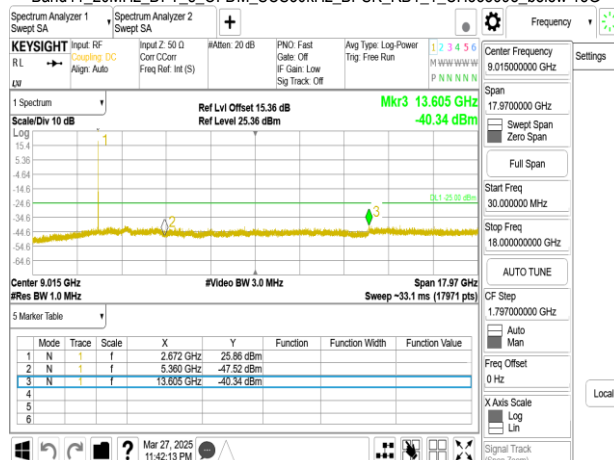 Spectrum Analyzer 1
Swept SA
Spectrum Analyzer 2
Swept SA
+
Frequency
Settings
KEYSIGHT
RL
Input: RF
Coupling: DC
Align: Auto
Input Z: 50 Ω
Corr CCorr
Freq Ref: Int (S)
#Atten: 20 dB
PNO: Fast
Gate: Off
IF Gain: Low
Sig Track: Off
Avg Type: Log-Power
Trig: Free Run
1 2 3 4 5 6
M W W W W W
P N N N N N
1 Spectrum
Scale/Div 10 dB
Log
Ref Lvl Offset 15.36 dB
Ref Level 25.36 dBm
Mkr3 13.605 GHz
-40.34 dBm
15.4
5.36
-4.64
-14.6
-24.6
-34.6
-44.6
-54.6
-64.6
1
2
3
DL1 -25.00 dBm
Center 9.015 GHz
#Res BW 1.0 MHz
#Video BW 3.0 MHz
Span 17.97 GHz
Sweep ~33.1 ms (17971 pts)
5 Marker Table
Mode Trace Scale X Y Function Function Width Function Value
1 N 1 f 2.672 GHz 25.86 dBm
2 N 1 f 5.360 GHz -47.52 dBm
3 N 1 f 13.605 GHz -40.34 dBm
4
5
6
Mar 27, 2025
11:42:13 PM
Center Frequency
9.015000000 GHz
Span
17.9700000 GHz
Swept Span
Zero Span
Full Span
Start Freq
30.000000 MHz
Stop Freq
18.000000000 GHz
AUTO TUNE
CF Step
1.797000000 GHz
Auto
Man
Freq Offset
0 Hz
X Axis Scale
Log
Lin
Signal Track
Local